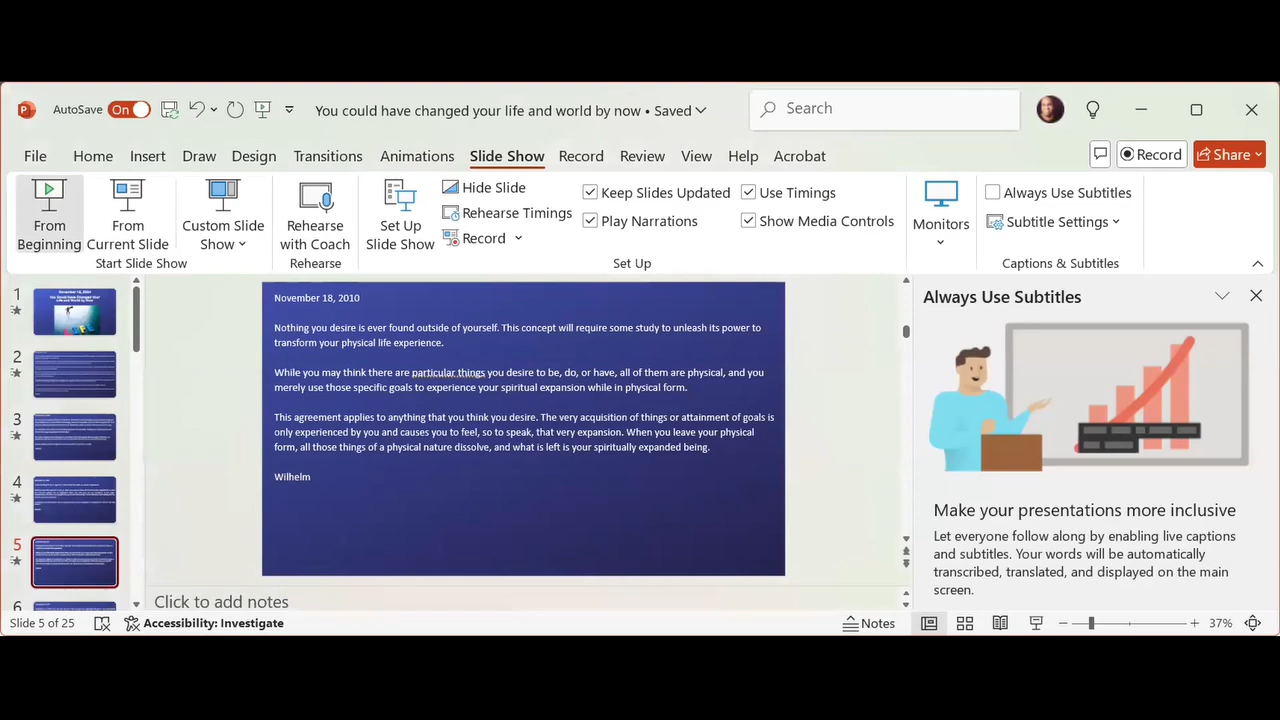 AutoSave
On
You could have changed your life and world by now • Saved
Search
File
Home
Insert
Draw
Design
Transitions
Animations
Slide Show
Record
Review
View
Help
Acrobat
Record
Share
From
Beginning
From
Current Slide
Custom Slide
Show
Start Slide Show
Rehearse
with Coach
Rehearse
Set Up
Slide Show
Hide Slide
Rehearse Timings
Record
Keep Slides Updated
Play Narrations
Use Timings
Show Media Controls
Set Up
Monitors
Always Use Subtitles
Subtitle Settings
Captions & Subtitles
1
2
3
4
5
6
November 18, 2010
Nothing you desire is ever found outside of yourself. This concept will require some study to unleash its power to
transform your physical life experience.
While you may think there are particular things you desire to be, do, or have, all of them are physical, and you
merely use those specific goals to experience your spiritual expansion while in physical form.
This agreement applies to anything that you think you desire. The very acquisition of things or attainment of goals is
only experienced by you and causes you to feel, so to speak, that very expansion. When you leave your physical
form, all those things of a physical nature dissolve, and what is left is your spiritually expanded being.
Wilhelm
Click to add notes
Always Use Subtitles
Make your presentations more inclusive
Let everyone follow along by enabling live captions
and subtitles. Your words will be automatically
transcribed, translated, and displayed on the main
screen.
Slide 5 of 25
Accessibility: Investigate
Notes
37%